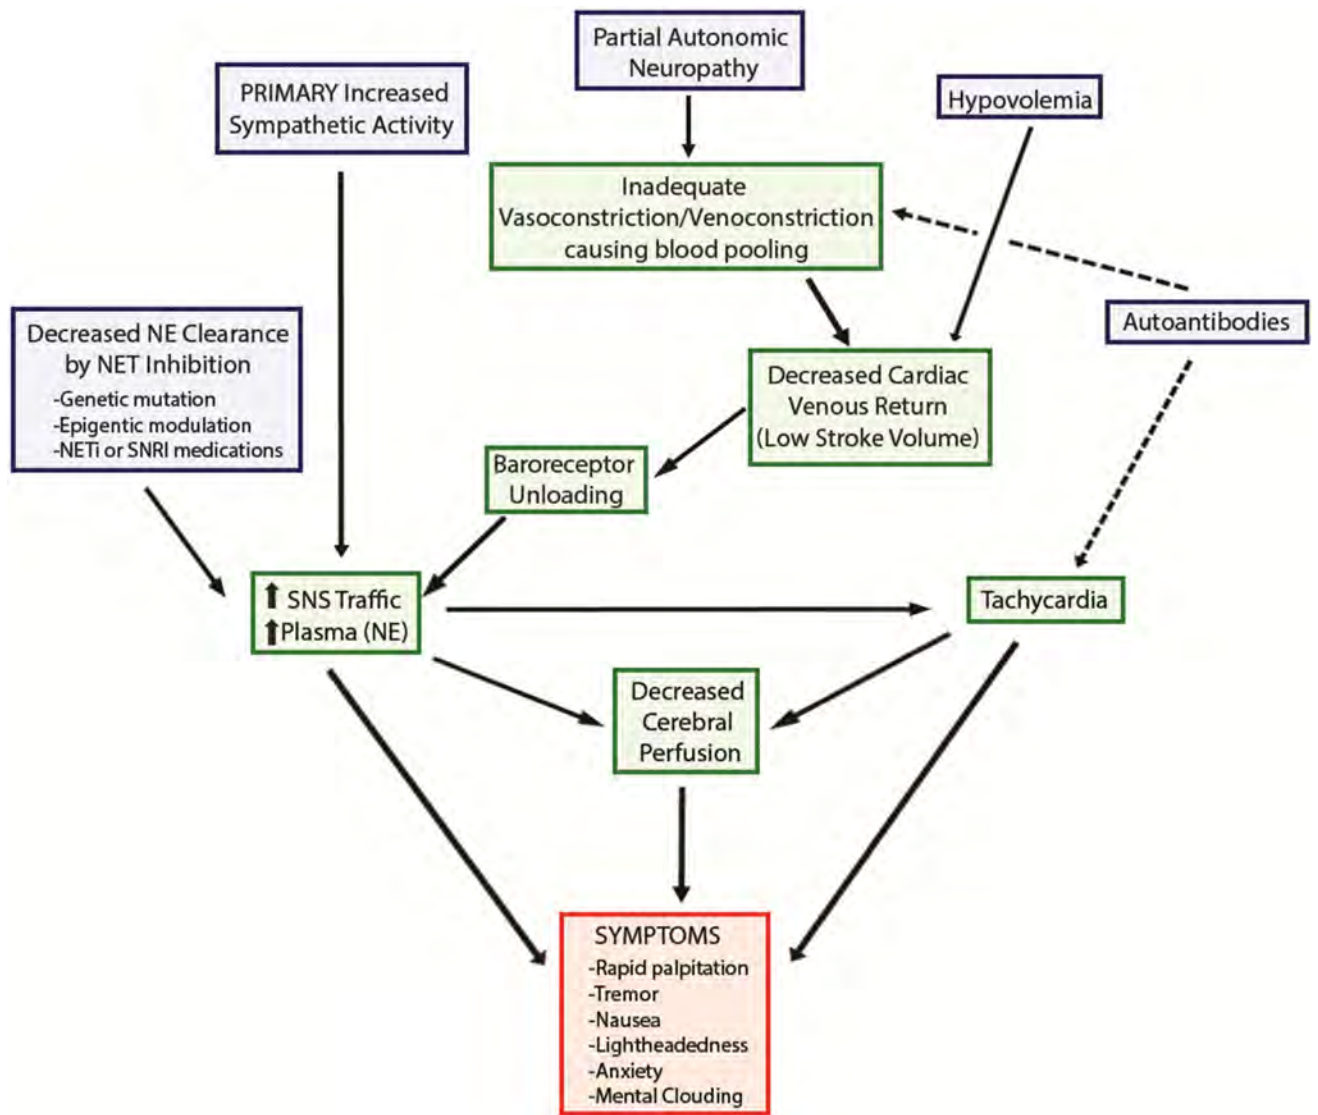 Partial Autonomic
Neuropathy
PRIMARY Increased
Sympathetic Activity
Hypovolemia
Inadequate
Vasoconstriction/Venoconstriction
causing blood pooling
Autoantibodies
Decreased NE Clearance
by NET Inhibition
-Genetic mutation
-Epigentic modulation
-NETi or SNRI medications
Decreased Cardiac
Venous Return
(Low Stroke Volume)
Baroreceptor
Unloading
⬆ SNS Traffic
⬆Plasma (NE)
Tachycardia
Decreased
Cerebral
Perfusion
SYMPTOMS
-Rapid palpitation
-Tremor
-Nausea
-Lightheadedness
-Anxiety
-Mental Clouding